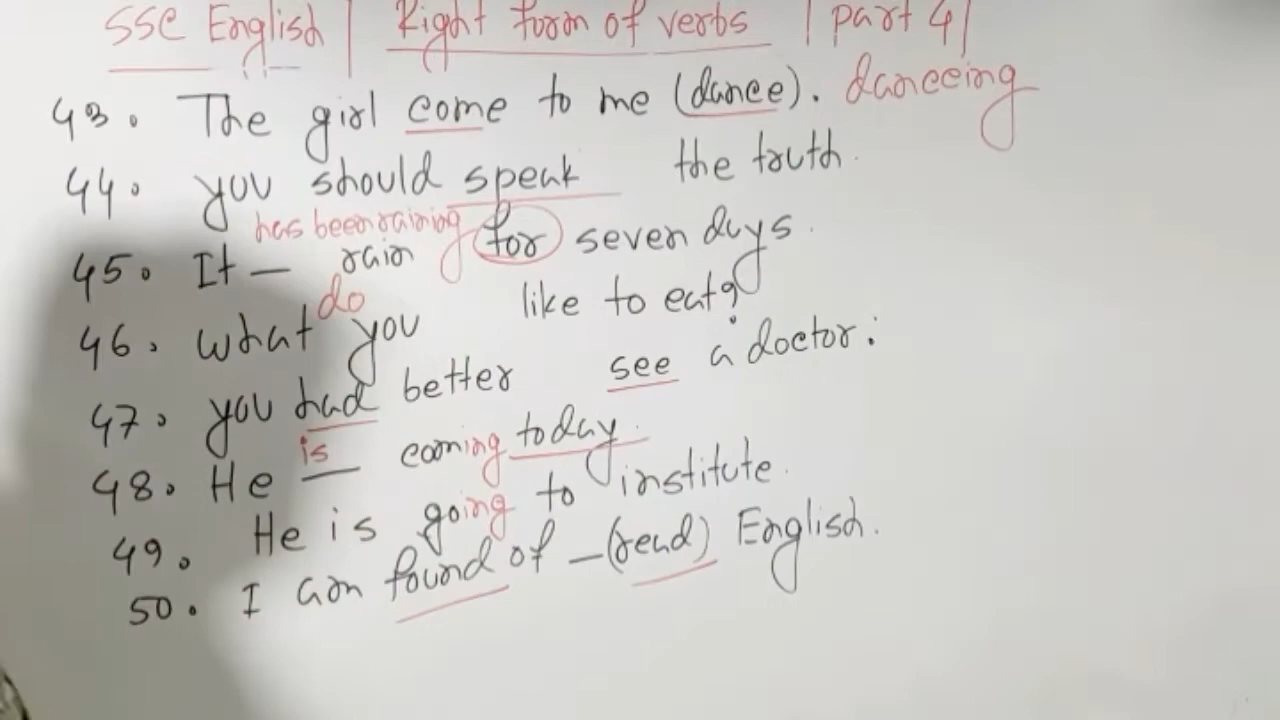 SSC English | Right form of verbs | part 4 |
43. The girl come to me (dance). danceing
44. you should speak the truth.
has been raining
45. It — rain for seven days.
do
46. what you like to eat?
47. you had better see a doctor.
is
48. He — coming today.
49. He is going to institute.
50. I am found of — (read) English.